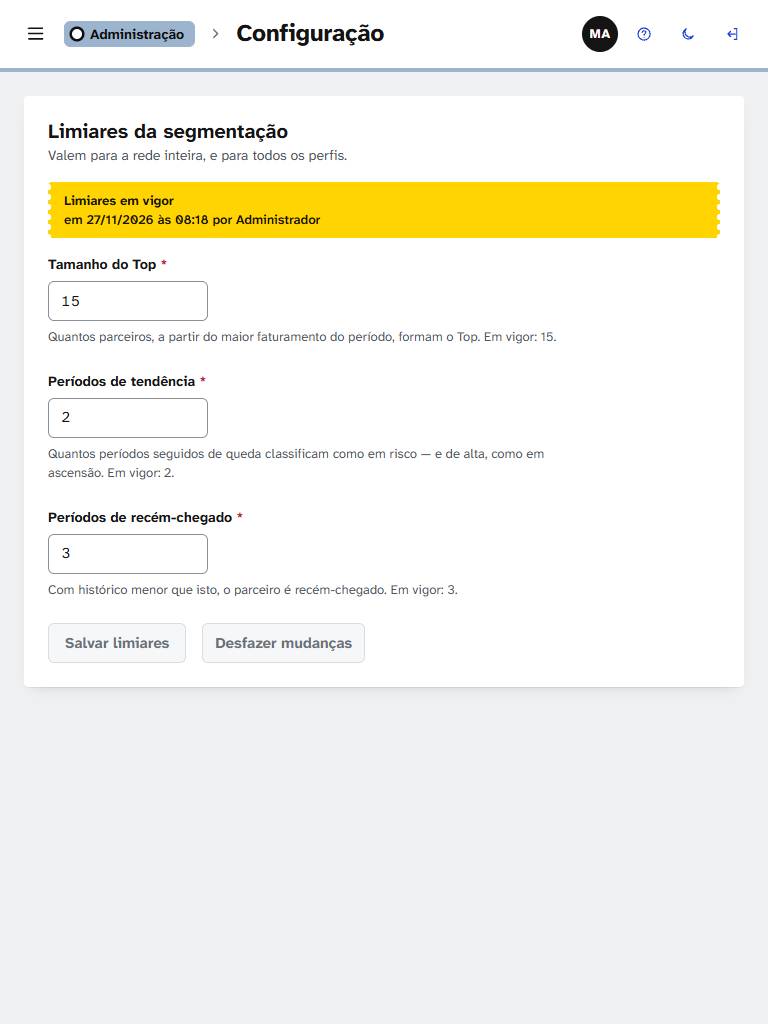 Administração
Configuração
MA
Limiares da segmentação
Valem para a rede inteira, e para todos os perfis.
Limiares em vigor
em 27/11/2026 às 08:18 por Administrador
Tamanho do Top *
15
Quantos parceiros, a partir do maior faturamento do período, formam o Top. Em vigor: 15.
Períodos de tendência *
2
Quantos períodos seguidos de queda classificam como em risco — e de alta, como em
ascensão. Em vigor: 2.
Períodos de recém-chegado *
3
Com histórico menor que isto, o parceiro é recém-chegado. Em vigor: 3.
Salvar limiares
Desfazer mudanças